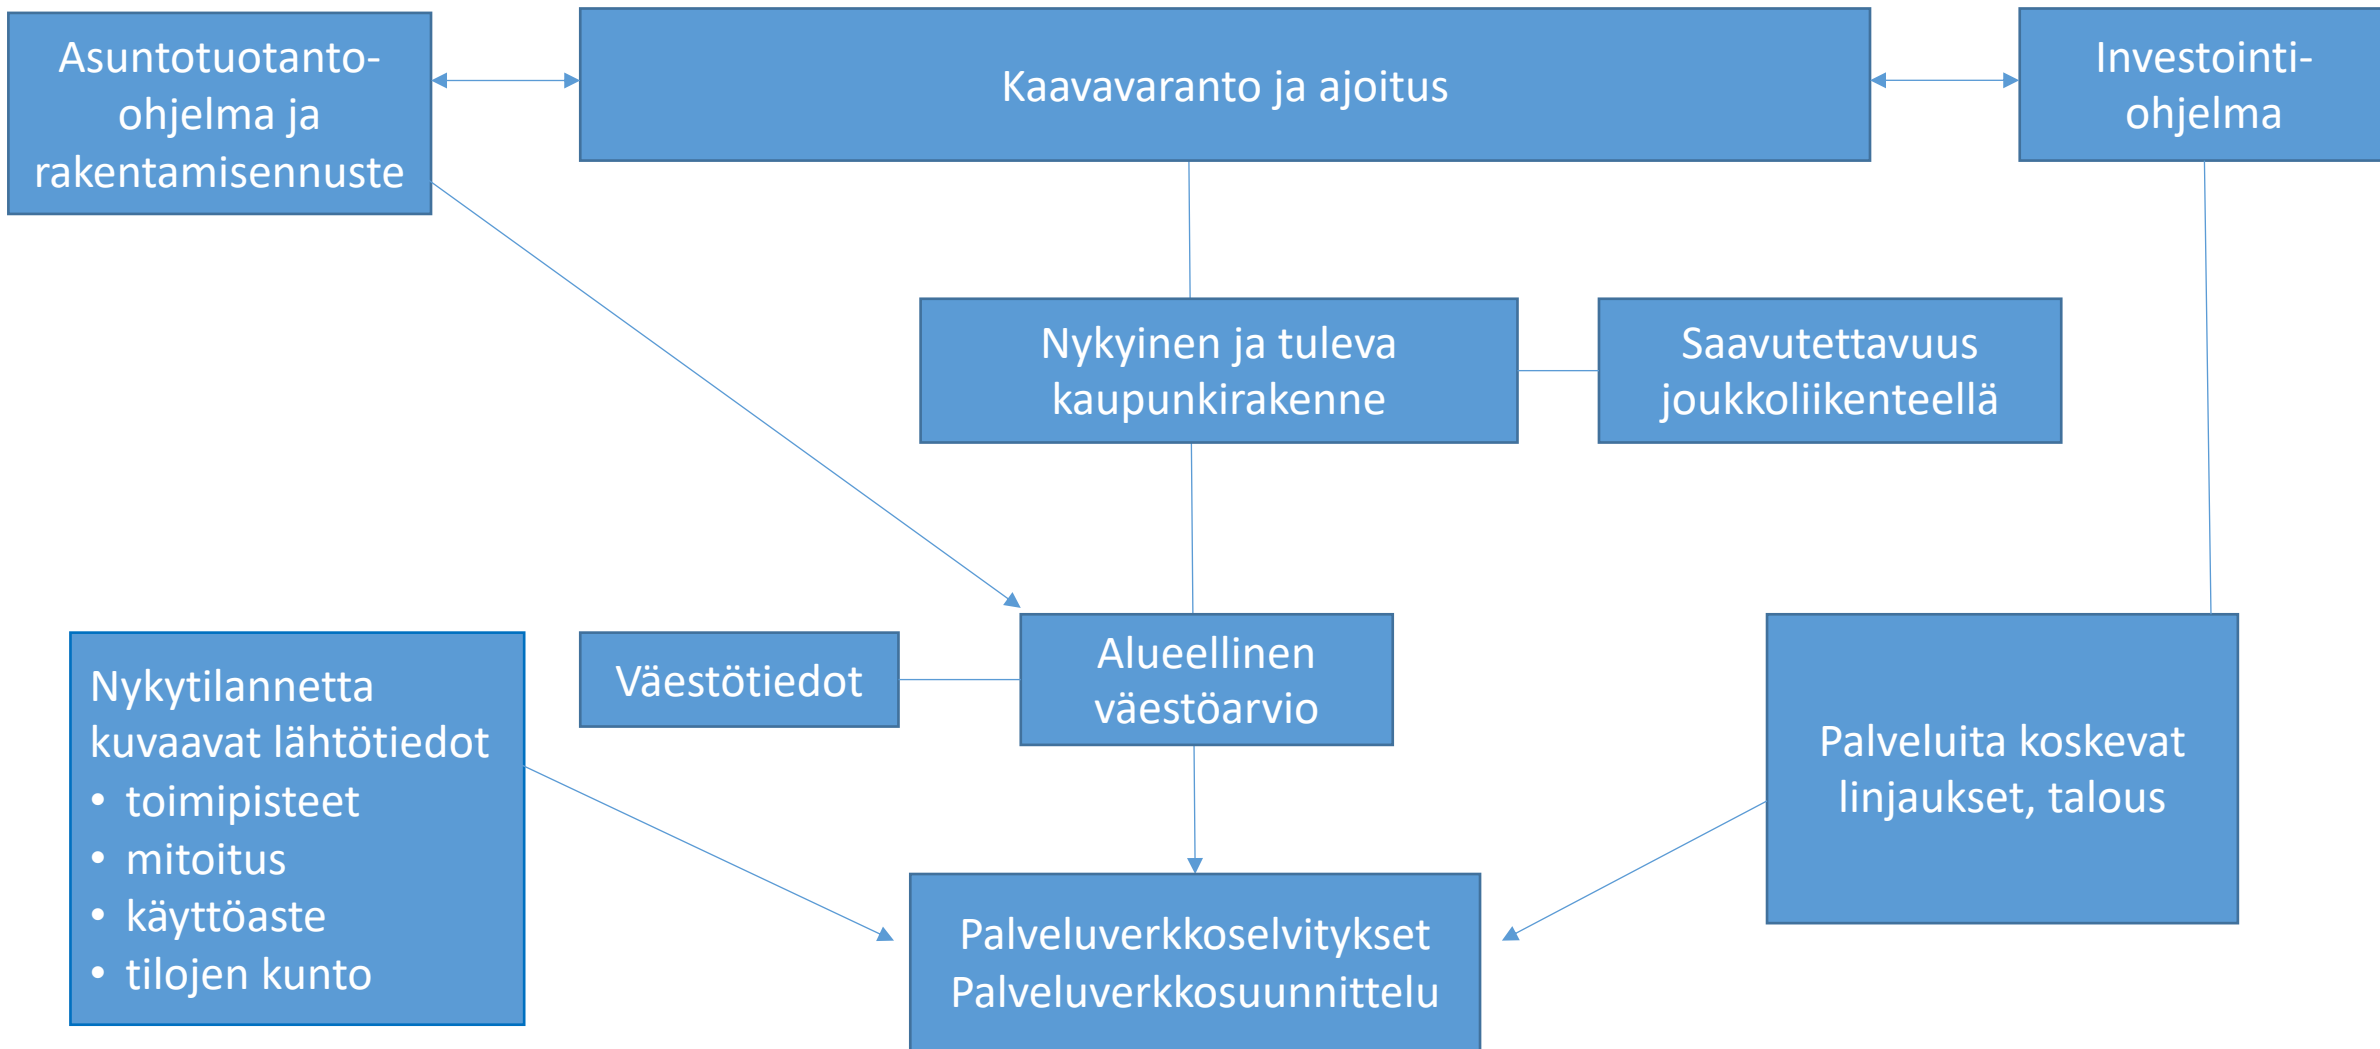 Asuntotuotanto-
ohjelma ja
rakentamisennuste
Kaavavaranto ja ajoitus
Investointi-
ohjelma
Nykyinen ja tuleva
kaupunkirakenne
Saavutettavuus
joukkoliikenteellä
Nykytilannetta
kuvaavat lähtötiedot
• toimipisteet
• mitoitus
• käyttöaste
• tilojen kunto
Väestötiedot
Alueellinen
väestöarvio
Palveluita koskevat
linjaukset, talous
Palveluverkkoselvitykset
Palveluverkkosuunnittelu